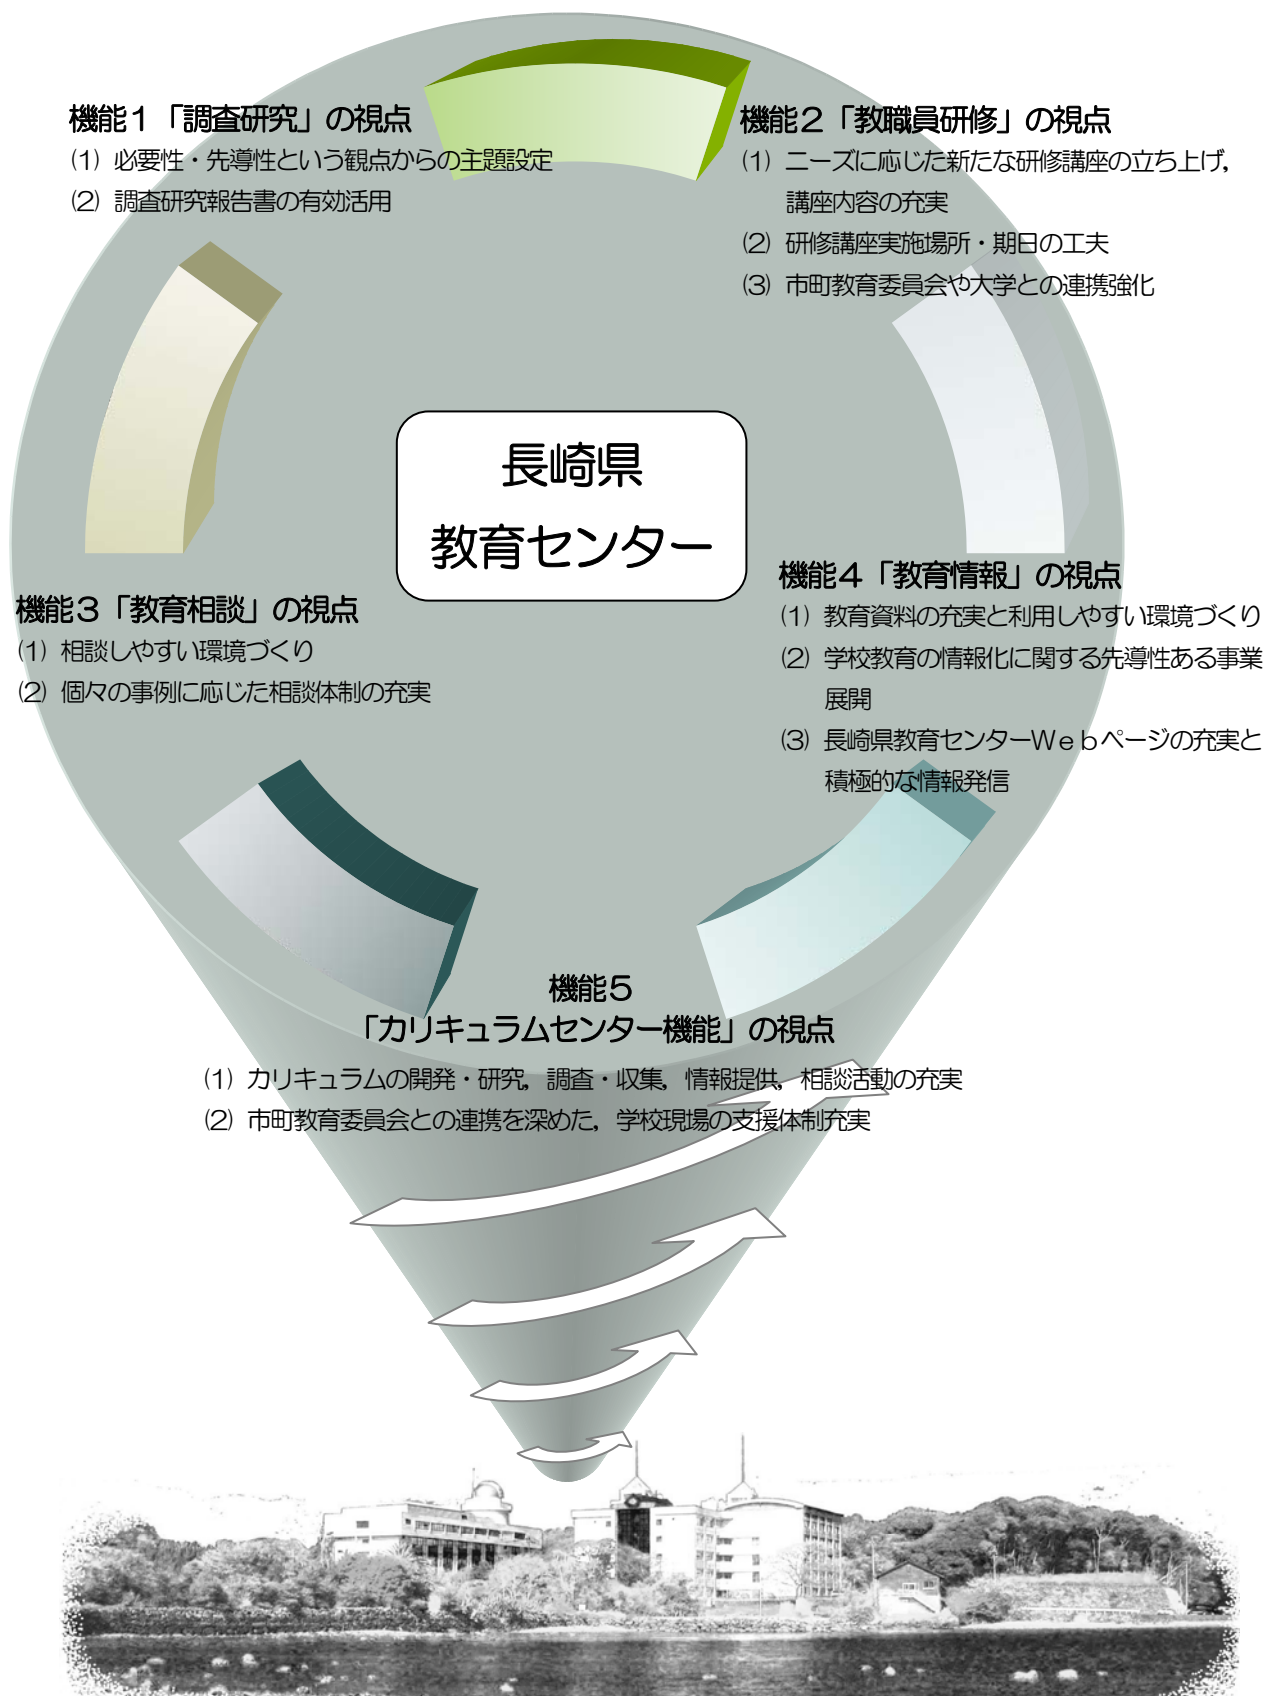 機能１「調査研究」の視点
⑴ 必要性・先導性という観点からの主題設定
⑵ 調査研究報告書の有効活用
機能２「教職員研修」の視点
⑴ ニーズに応じた新たな研修講座の立ち上げ，
講座内容の充実
⑵ 研修講座実施場所・期日の工夫
⑶ 市町教育委員会や大学との連携強化
長崎県
教育センター
機能３「教育相談」の視点
⑴ 相談しやすい環境づくり
⑵ 個々の事例に応じた相談体制の充実
機能４「教育情報」の視点
⑴ 教育資料の充実と利用しやすい環境づくり
⑵ 学校教育の情報化に関する先導性ある事業
展開
⑶ 長崎県教育センターＷｅｂページの充実と
積極的な情報発信
機能５
「カリキュラムセンター機能」の視点
⑴ カリキュラムの開発・研究，調査・収集，情報提供，相談活動の充実
⑵ 市町教育委員会との連携を深めた，学校現場の支援体制充実